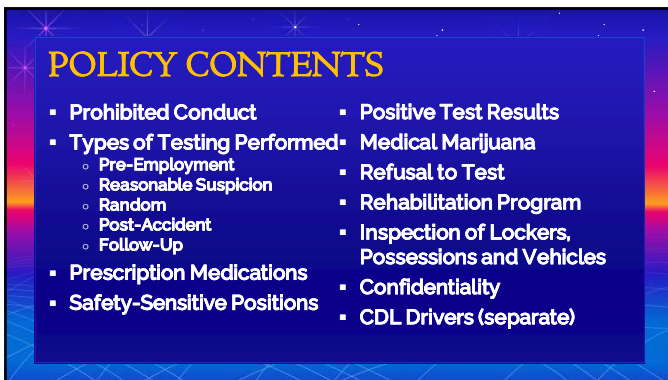 POLICY CONTENTS
▪ Prohibited Conduct
▪ Types of Testing Performed
○ Pre-Employment
○ Reasonable Suspicion
○ Random
○ Post-Accident
○ Follow-Up
▪ Prescription Medications
▪ Safety-Sensitive Positions
▪ Positive Test Results
▪ Medical Marijuana
▪ Refusal to Test
▪ Rehabilitation Program
▪ Inspection of Lockers,
Possessions and Vehicles
▪ Confidentiality
▪ CDL Drivers (separate)